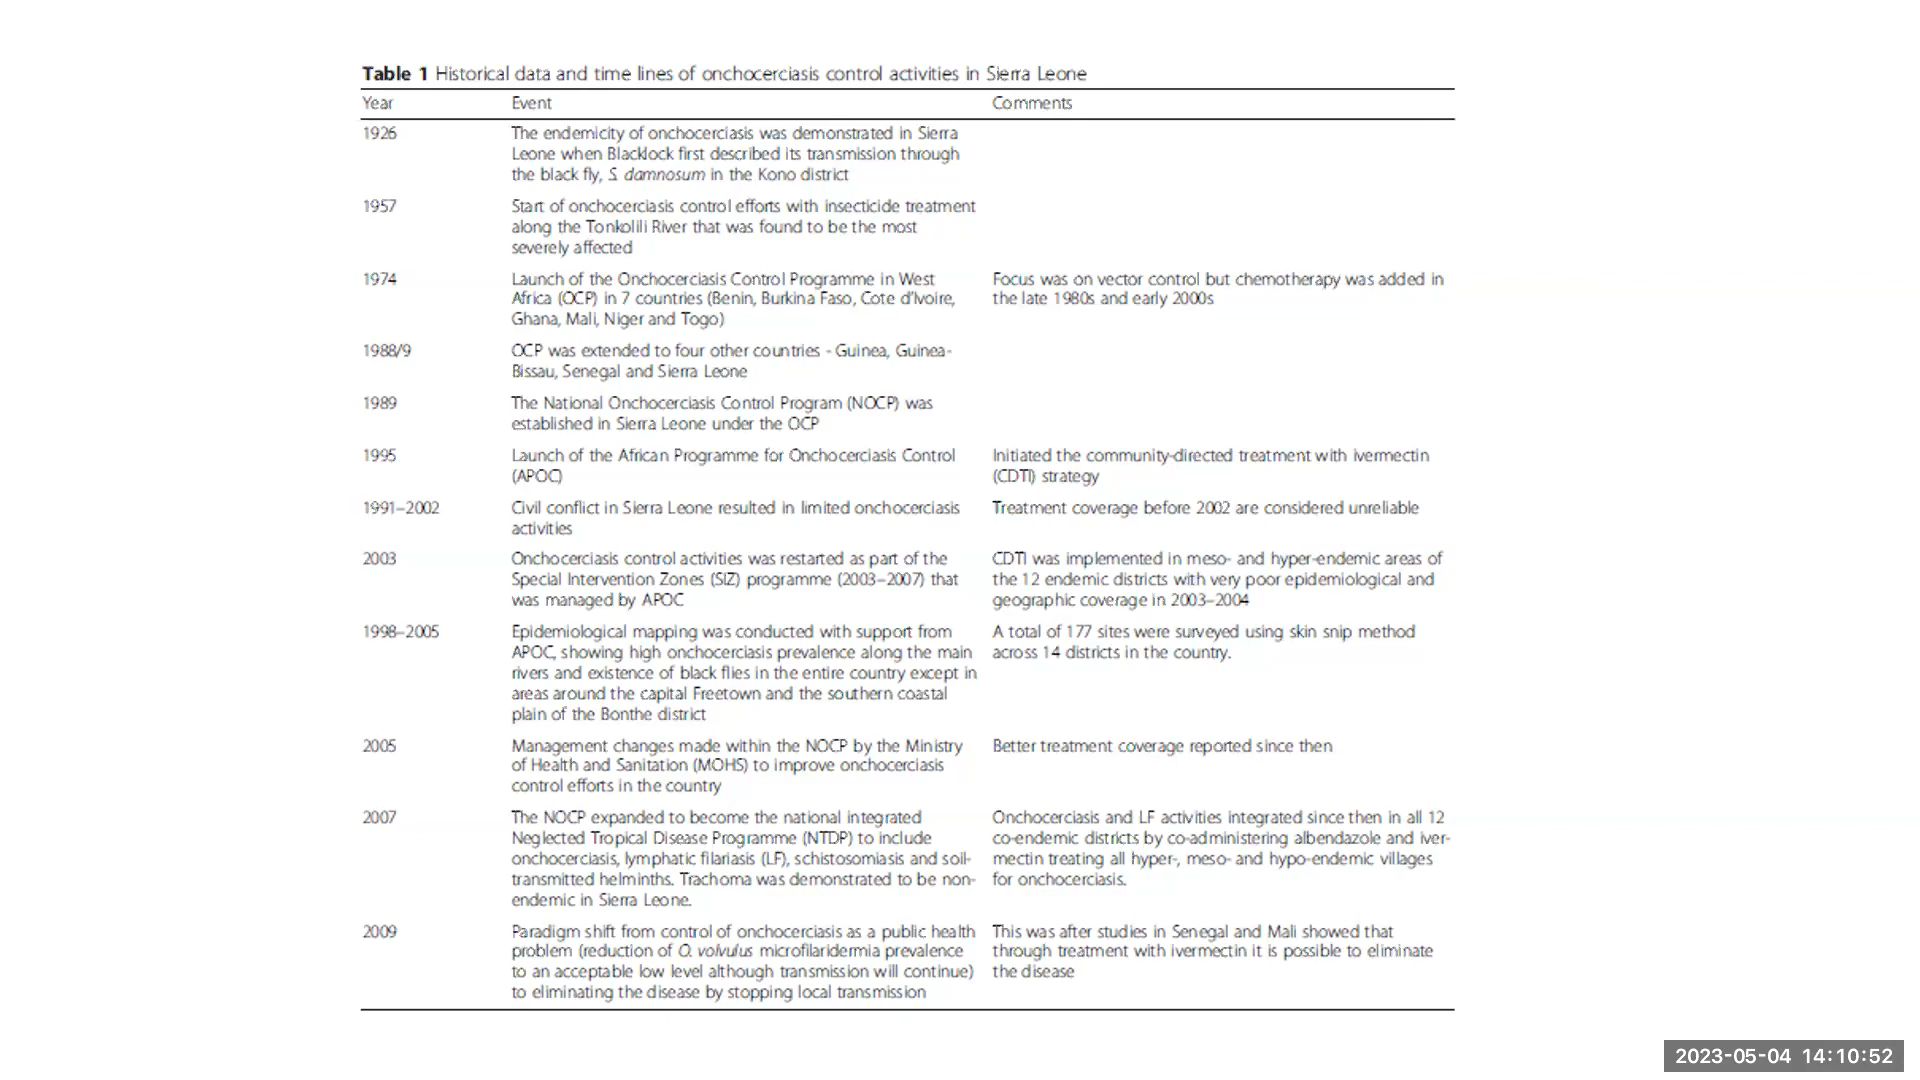 Table 1 Historical data and time lines of onchocerciasis control activities in Sierra Leone
Year Event Comments
1926 The endemicity of onchocerciasis was demonstrated in Sierra
Leone when Blacklock first described its transmission through
the black fly, S. damnosum in the Kono district
1957 Start of onchocerciasis control efforts with insecticide treatment
along the Tonkolili River that was found to be the most
severely affected
1974 Launch of the Onchocerciasis Control Programme in West Focus was on vector control but chemotherapy was added in
Africa (OCP) in 7 countries (Benin, Burkina Faso, Cote d'Ivoire, the late 1980s and early 2000s
Ghana, Mali, Niger and Togo)
1988/9 OCP was extended to four other countries - Guinea, Guinea-
Bissau, Senegal and Sierra Leone
1989 The National Onchocerciasis Control Program (NOCP) was
established in Sierra Leone under the OCP
1995 Launch of the African Programme for Onchocerciasis Control Initiated the community-directed treatment with ivermectin
(APOC) (CDTI) strategy
1991–2002 Civil conflict in Sierra Leone resulted in limited onchocerciasis Treatment coverage before 2002 are considered unreliable
activities
2003 Onchocerciasis control activities was restarted as part of the CDTI was implemented in meso- and hyper-endemic areas of
Special Intervention Zones (SIZ) programme (2003–2007) that the 12 endemic districts with very poor epidemiological and
was managed by APOC geographic coverage in 2003–2004
1998–2005 Epidemiological mapping was conducted with support from A total of 177 sites were surveyed using skin snip method
APOC, showing high onchocerciasis prevalence along the main across 14 districts in the country.
rivers and existence of black flies in the entire country except in
areas around the capital Freetown and the southern coastal
plain of the Bonthe district
2005 Management changes made within the NOCP by the Ministry Better treatment coverage reported since then
of Health and Sanitation (MOHS) to improve onchocerciasis
control efforts in the country
2007 The NOCP expanded to become the national integrated Onchocerciasis and LF activities integrated since then in all 12
Neglected Tropical Disease Programme (NTDP) to include co-endemic districts by co-administering albendazole and iver-
onchocerciasis, lymphatic filariasis (LF), schistosomiasis and soil- mectin treating all hyper-, meso- and hypo-endemic villages
transmitted helminths. Trachoma was demonstrated to be non- for onchocerciasis.
endemic in Sierra Leone.
2009 Paradigm shift from control of onchocerciasis as a public health This was after studies in Senegal and Mali showed that
problem (reduction of O. volvulus microfilaridermia prevalence through treatment with ivermectin it is possible to eliminate
to an acceptable low level although transmission will continue) the disease
to eliminating the disease by stopping local transmission
2023-05-04 14:10:52